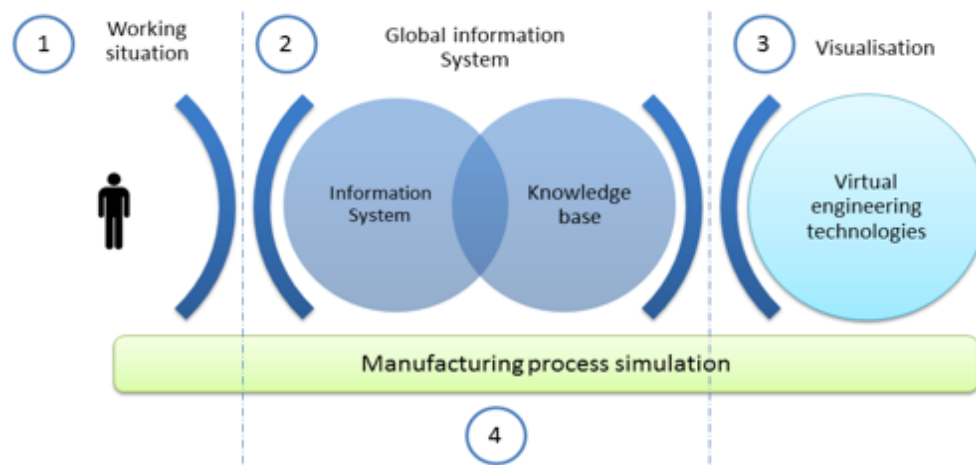 1
Working
situation
2
Global information
System
3
Visualisation
Information
System
Knowledge
base
Virtual
engineering
technologies
Manufacturing process simulation
4